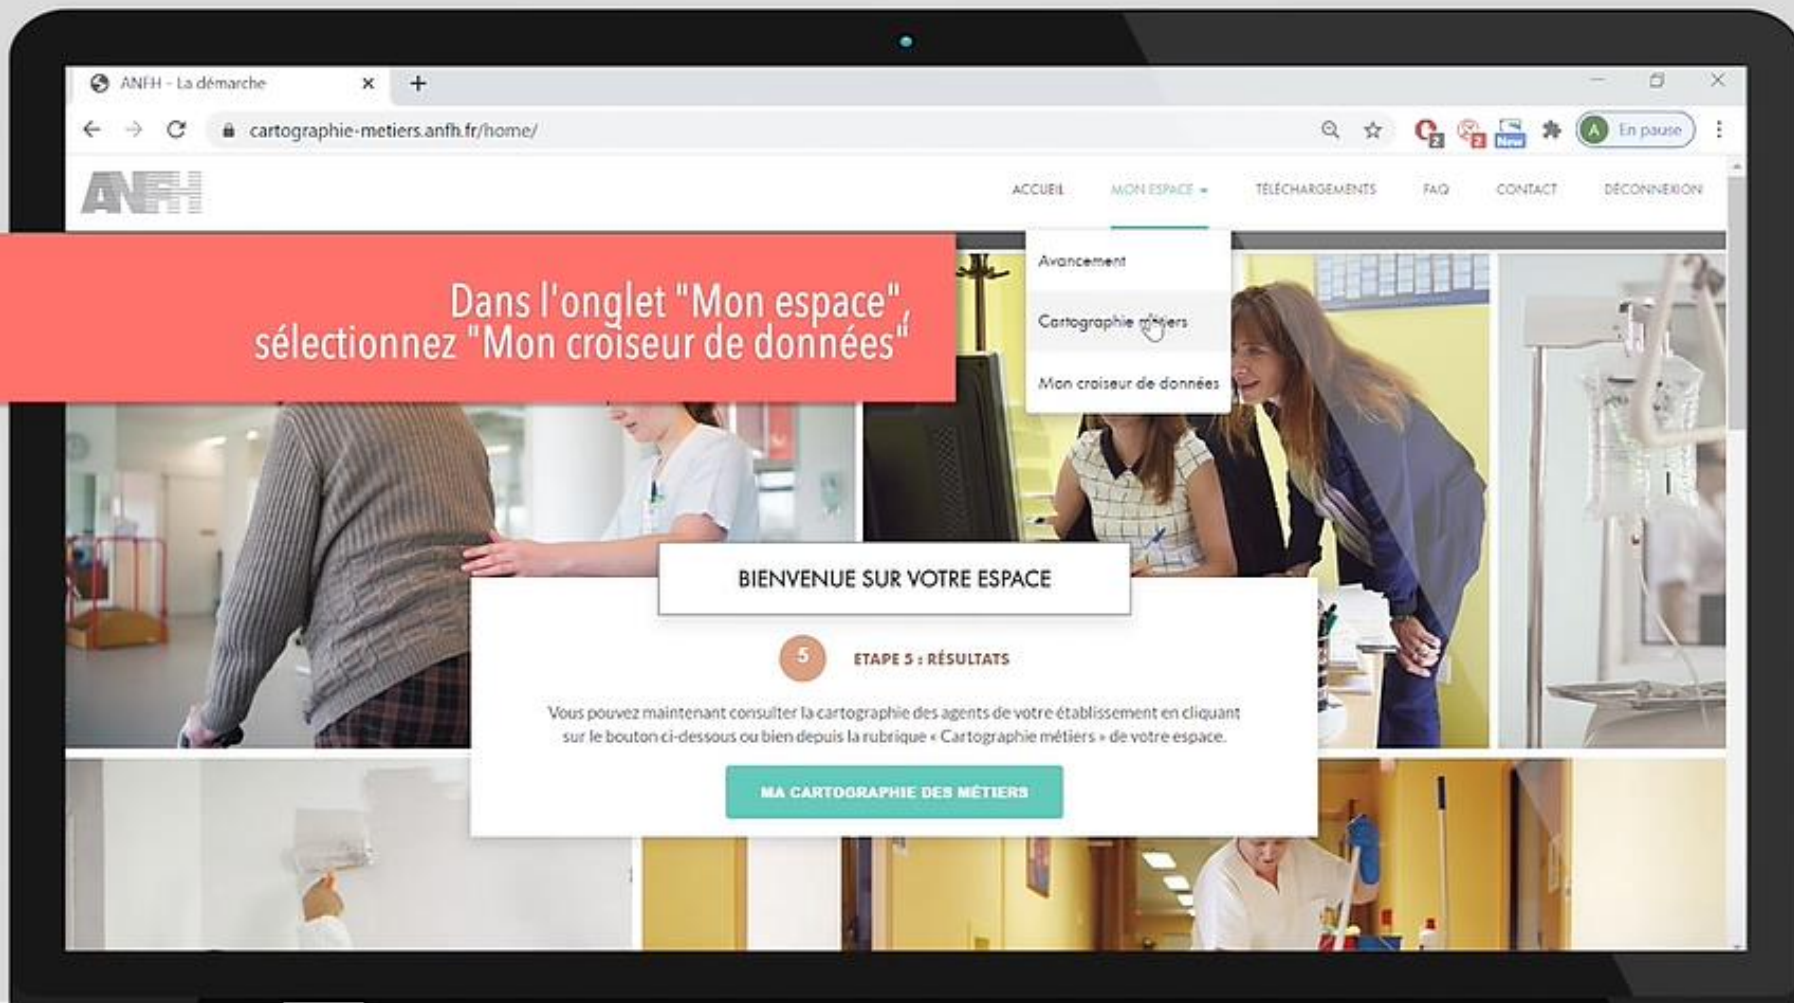 ANFH - La démarche
cartographie-metiers.anfh.fr/home/
2
2
New
A
En pause
ANFH
ACCUEIL
MON ESPACE
TÉLÉCHARGEMENTS
FAQ
CONTACT
DÉCONNEXION
Dans l'onglet "Mon espace",
sélectionnez "Mon croiseur de données"
Avancement
Cartographie métiers
Mon croiseur de données
BIENVENUE SUR VOTRE ESPACE
5
ETAPE 5 : RÉSULTATS
Vous pouvez maintenant consulter la cartographie des agents de votre établissement en cliquant
sur le bouton ci-dessous ou bien depuis la rubrique « Cartographie métiers » de votre espace.
MA CARTOGRAPHIE DES MÉTIERS